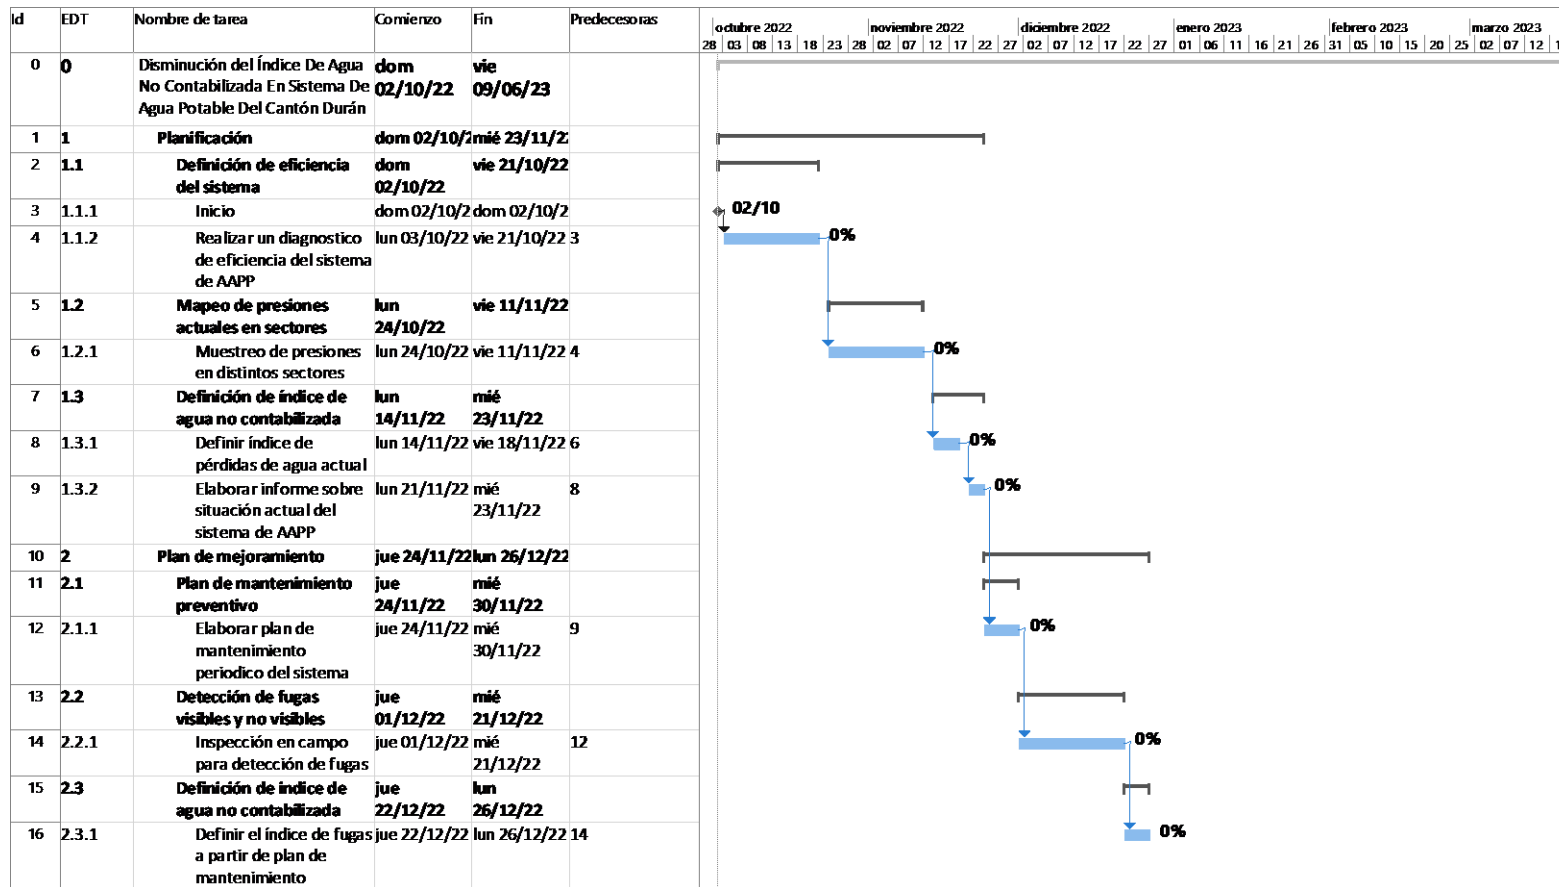 Id EDT Nombre de tarea Comienzo Fin Predecesoras
octubre 2022 noviembre 2022 diciembre 2022 enero 2023 febrero 2023 marzo 2023
28 03 08 13 18 23 28 02 07 12 17 22 27 02 07 12 17 22 27 01 06 11 16 21 26 31 05 10 15 20 25 02 07 12
0 0 Disminución del Índice De Agua dom vie
No Contabilizada En Sistema De 02/10/22 09/06/23
Agua Potable Del Cantón Durán
1 1 Planificación dom 02/10/2 mié 23/11/22
2 1.1 Definición de eficiencia dom vie 21/10/22
del sistema 02/10/22
3 1.1.1 Inicio dom 02/10/2 dom 02/10/2 02/10
4 1.1.2 Realizar un diagnostico lun 03/10/22 vie 21/10/22 3 0%
de eficiencia del sistema
de AAPP
5 1.2 Mapeo de presiones lun vie 11/11/22
actuales en sectores 24/10/22
6 1.2.1 Muestreo de presiones lun 24/10/22 vie 11/11/22 4 0%
en distintos sectores
7 1.3 Definición de índice de lun mié
agua no contabilizada 14/11/22 23/11/22
8 1.3.1 Definir índice de lun 14/11/22 vie 18/11/22 6 0%
pérdidas de agua actual
9 1.3.2 Elaborar informe sobre lun 21/11/22 mié 8 0%
situación actual del 23/11/22
sistema de AAPP
10 2 Plan de mejoramiento jue 24/11/22 lun 26/12/22
11 2.1 Plan de mantenimiento jue mié
preventivo 24/11/22 30/11/22
12 2.1.1 Elaborar plan de jue 24/11/22 mié 9 0%
mantenimiento 30/11/22
periodico del sistema
13 2.2 Detección de fugas jue mié
visibles y no visibles 01/12/22 21/12/22
14 2.2.1 Inspección en campo jue 01/12/22 mié 12 0%
para detección de fugas 21/12/22
15 2.3 Definición de indice de jue lun
agua no contabilizada 22/12/22 26/12/22
16 2.3.1 Definir el índice de fugas jue 22/12/22 lun 26/12/22 14 0%
a partir de plan de
mantenimiento